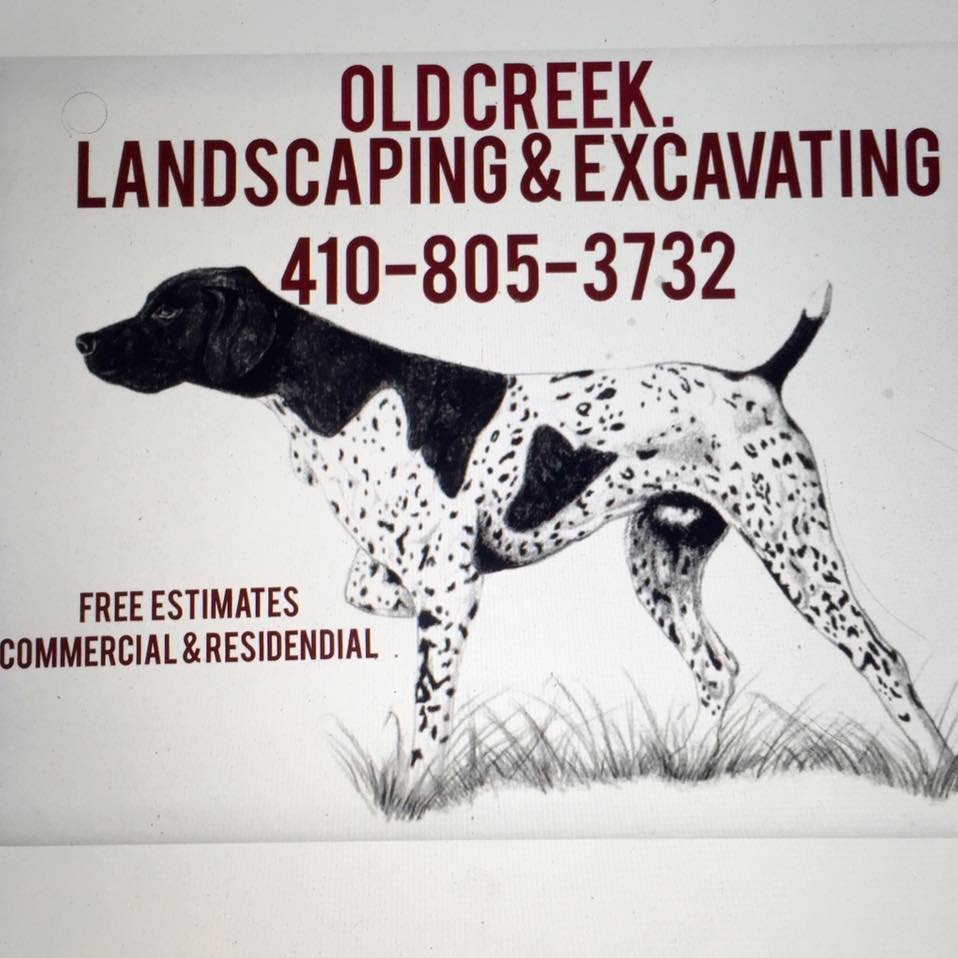 OLD CREEK.
LANDSCAPING & EXCAVATING
410-805-3732
FREE ESTIMATES
COMMERCIAL & RESIDENDIAL